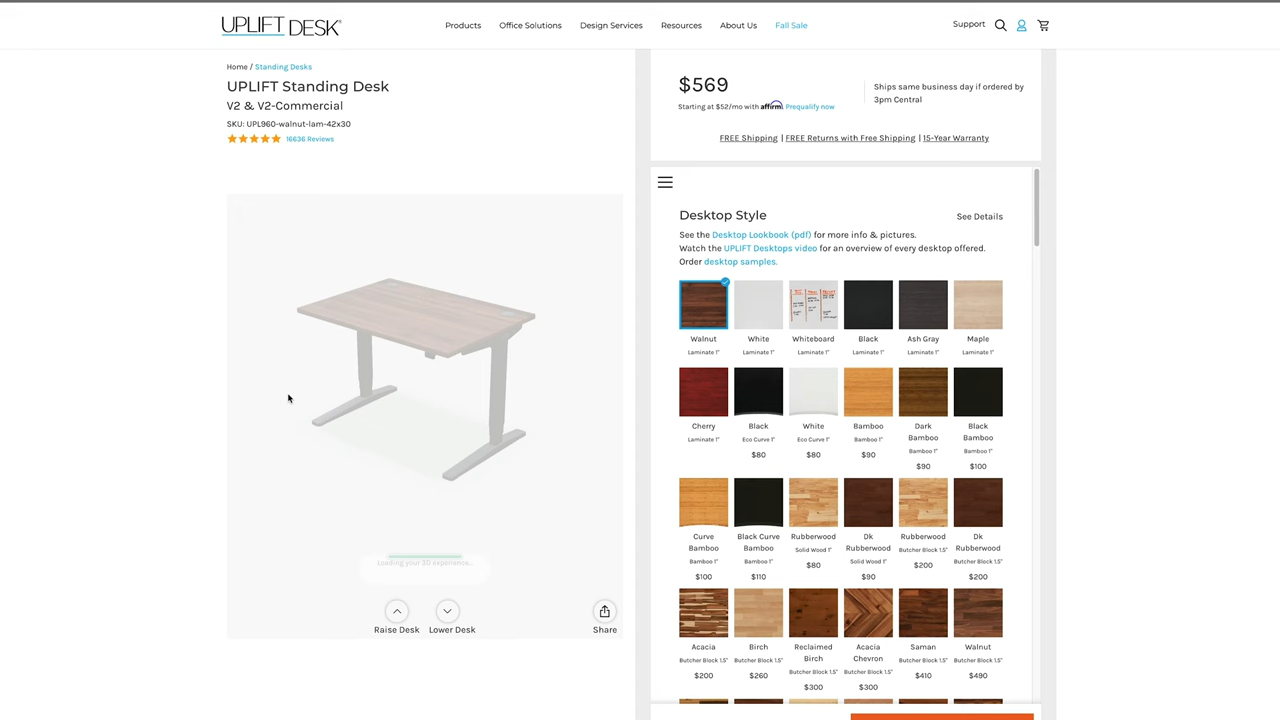 UPLIFT DESK
Products
Office Solutions
Design Services
Resources
About Us
Fall Sale
Support
Home / Standing Desks
UPLIFT Standing Desk
V2 & V2-Commercial
SKU: UPL960-walnut-lam-42x30
16636 Reviews
Loading your 3D experience...
Raise Desk
Lower Desk
Share
$569
Starting at $52/mo with affirm. Prequalify now
Ships same business day if ordered by
3pm Central
FREE Shipping | FREE Returns with Free Shipping | 15-Year Warranty
Desktop Style
See Details
See the Desktop Lookbook (pdf) for more info & pictures.
Watch the UPLIFT Desktops video for an overview of every desktop offered.
Order desktop samples.
Walnut
Laminate 1"
White
Laminate 1"
Whiteboard
Laminate 1"
Black
Laminate 1"
Ash Gray
Laminate 1"
Maple
Laminate 1"
Cherry
Laminate 1"
Black
Eco Curve 1"
$80
White
Eco Curve 1"
$80
Bamboo
Bamboo 1"
$90
Dark
Bamboo
Bamboo 1"
$90
Black
Bamboo
Bamboo 1"
$100
Curve
Bamboo
Bamboo 1"
$100
Black Curve
Bamboo
Bamboo 1"
$110
Rubberwood
Solid Wood 1"
$80
Dk
Rubberwood
Solid Wood 1"
$90
Rubberwood
Butcher Block 1.5"
$200
Dk
Rubberwood
Butcher Block 1.5"
$200
Acacia
Butcher Block 1.5"
$200
Birch
Butcher Block 1.5"
$260
Reclaimed
Birch
Butcher Block 1.5"
$300
Acacia
Chevron
Butcher Block 1.5"
$300
Saman
Butcher Block 1.5"
$410
Walnut
Butcher Block 1.5"
$490